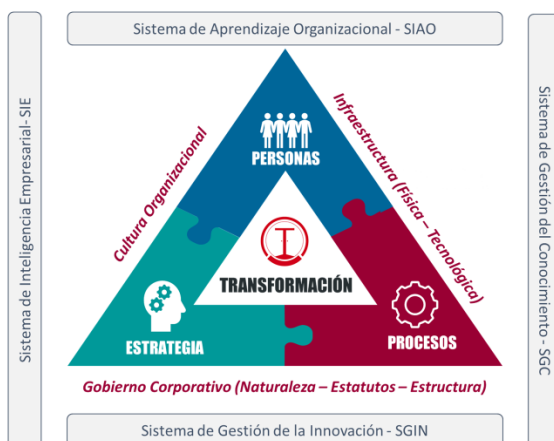 Sistema de Aprendizaje Organizacional - SIAO
Sistema de Inteligencia Empresarial- SIE
Cultura Organizacional
Infraestructura (Física – Tecnológica)
Sistema de Gestión del Conocimiento - SGC
PERSONAS
TRANSFORMACIÓN
ESTRATEGIA
PROCESOS
Gobierno Corporativo (Naturaleza – Estatutos – Estructura)
Sistema de Gestión de la Innovación - SGIN